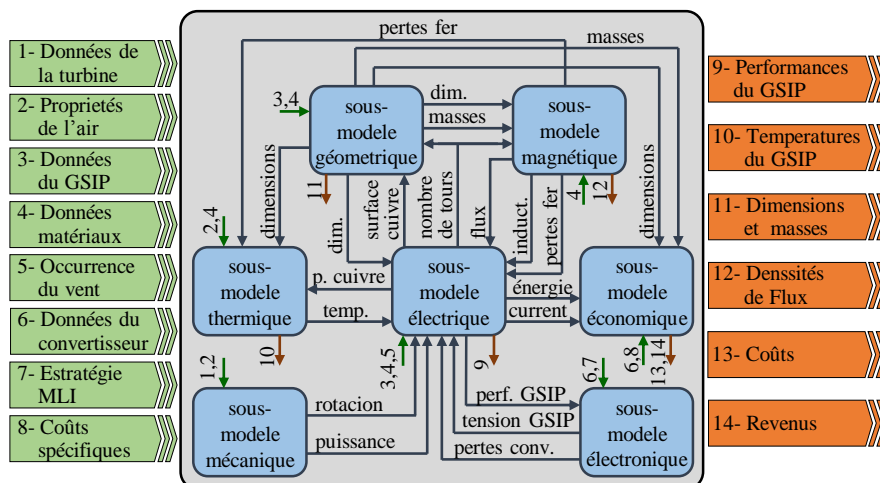 1- Données de
la turbine
2- Proprietés
de l'air
3- Données
du GSIP
4- Données
matériaux
5- Occurrence
du vent
6- Données du
convertisseur
7- Estratégie
MLI
8- Coûts
spécifiques
pertes fer
masses
3,4
sous-
modele
géometrique
dim.
masses
sous-
modele
magnétique
11
4
12
2,4
dimensions
dim.
surface
cuivre
nombre
de tours
flux
induct.
pertes fer
dimensions
sous-
modele
thermique
p. cuivre
temp.
sous-
modele
électrique
énergie
current
sous-
modele
économique
10
1,2
3,4,5
9
6,7
6,8
13,14
sous-
modele
mécanique
rotacion
puissance
perf. GSIP
tension GSIP
pertes conv.
sous-
modele
électronique
9- Performances
du GSIP
10- Temperatures
du GSIP
11- Dimensions
et masses
12- Denssités
de Flux
13- Coûts
14- Revenus